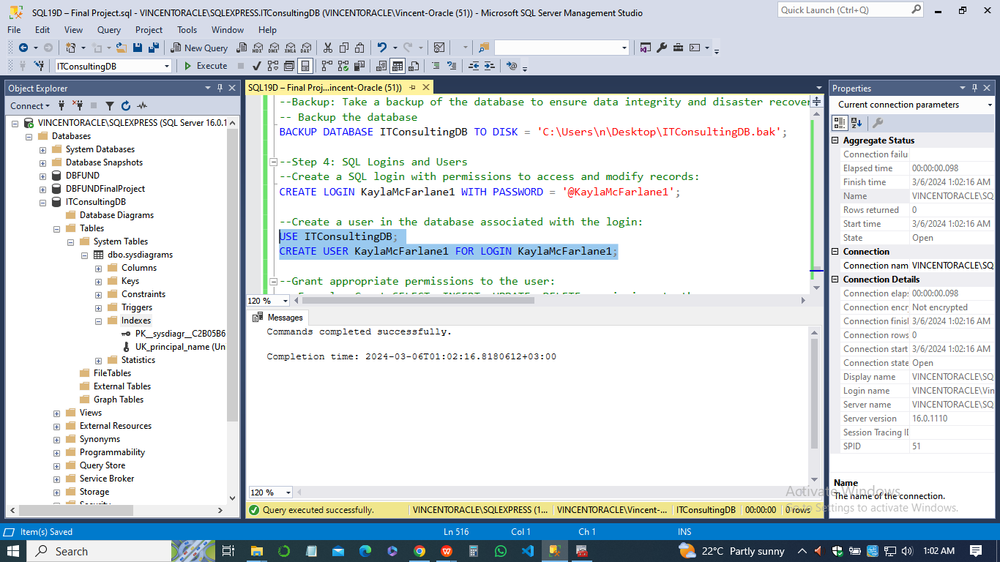 SQL19D – Final Project.sql - VINCENTORACLE\SQLEXPRESS.ITConsultingDB (VINCENTORACLE\Vincent-Oracle (51)) - Microsoft SQL Server Management Studio
Quick Launch (Ctrl+Q)
File Edit View Query Project Tools Window Help
New Query
MDX DMX XMLA DAX
ITConsultingDB
Execute
Object Explorer
Connect
VINCENTORACLE\SQLEXPRESS (SQL Server 16.0.1
Databases
System Databases
Database Snapshots
DBFUND
DBFUNDFinalProject
ITConsultingDB
Database Diagrams
Tables
System Tables
dbo.sysdiagrams
Columns
Keys
Constraints
Triggers
Indexes
PK__sysdiagr__C2B05B6
UK_principal_name (Un
Statistics
FileTables
External Tables
Graph Tables
Views
External Resources
Synonyms
Programmability
Query Store
Service Broker
Storage
SQL19D – Final Proj...incent-Oracle (51))
--Backup: Take a backup of the database to ensure data integrity and disaster recover
-- Backup the database
BACKUP DATABASE ITConsultingDB TO DISK = 'C:\Users\n\Desktop\ITConsultingDB.bak';
--Step 4: SQL Logins and Users
--Create a SQL login with permissions to access and modify records:
CREATE LOGIN KaylaMcFarlane1 WITH PASSWORD = '@KaylaMcFarlane1';
--Create a user in the database associated with the login:
USE ITConsultingDB;
CREATE USER KaylaMcFarlane1 FOR LOGIN KaylaMcFarlane1;
--Grant appropriate permissions to the user:
120 %
Messages
Commands completed successfully.
Completion time: 2024-03-06T01:02:16.8180612+03:00
120 %
Query executed successfully.
VINCENTORACLE\SQLEXPRESS (1... VINCENTORACLE\Vincent-... ITConsultingDB 00:00:00 0 rows
Properties
Current connection parameters
Aggregate Status
Connection failu
Elapsed time 00:00:00.098
Finish time 3/6/2024 1:02:16 AM
Name VINCENTORACLE\SQ
Rows returned 0
Start time 3/6/2024 1:02:16 AM
State Open
Connection
Connection nam VINCENTORACLE\SQ
Connection Details
Connection elaps 00:00:00.098
Connection encr Not encrypted
Connection finisl 3/6/2024 1:02:16 AM
Connection rows 0
Connection start 3/6/2024 1:02:16 AM
Connection state Open
Display name VINCENTORACLE\SQ
Login name VINCENTORACLE\Vin
Server name VINCENTORACLE\SQ
Server version 16.0.1110
Session Tracing ID
SPID 51
Name
The name of the connection.
Activate Windows
Go to Settings to activate Windows.
Item(s) Saved
Ln 516 Col 1 Ch 1 INS
Search
22°C Partly sunny
1:02 AM